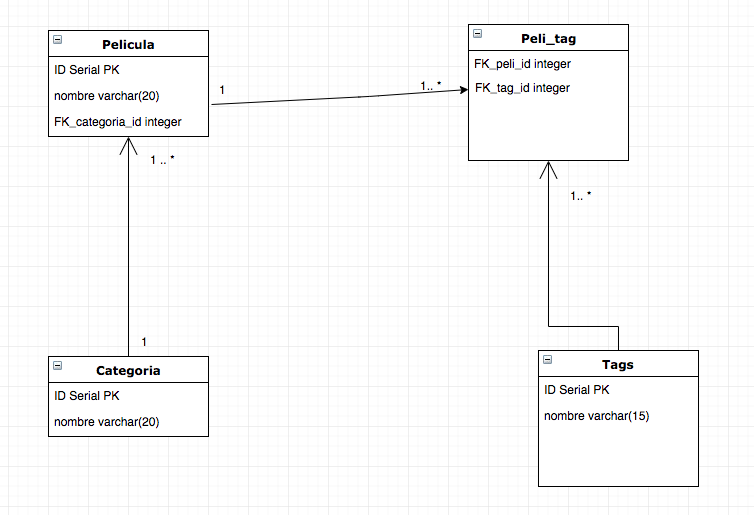 Pelicula
ID Serial PK
nombre varchar(20)
FK_categoria_id integer
1
1.. *
Peli_tag
FK_peli_id integer
FK_tag_id integer
1 .. *
1.. *
1
Categoria
ID Serial PK
nombre varchar(20)
Tags
ID Serial PK
nombre varchar(15)